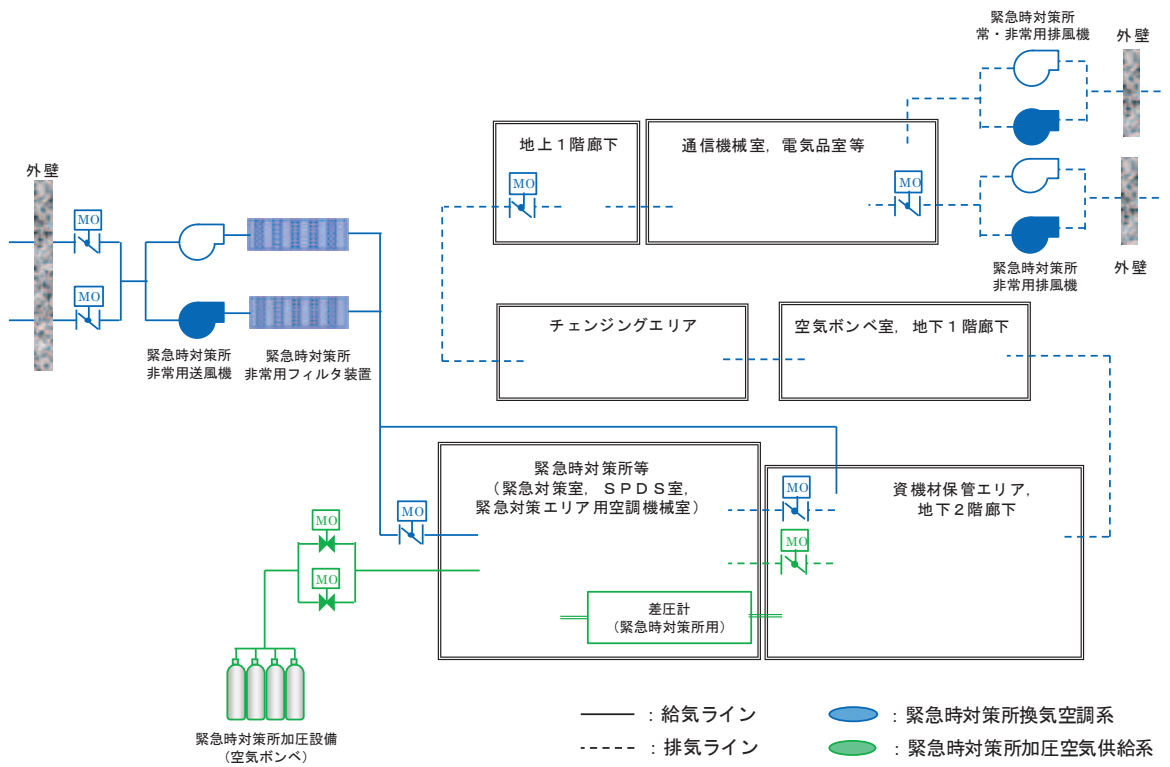 緊急時対策所
常・非常用排風機
外壁
地上1階廊下
通信機械室，電気品室等
MO
MO
外壁
MO
MO
緊急時対策所
非常用送風機
緊急時対策所
非常用フィルタ装置
緊急時対策所
非常用排風機
外壁
チェンジングエリア
空気ボンベ室，地下1階廊下
緊急時対策所等
（緊急対策室，SPDS室，
緊急対策エリア用空調機械室）
資機材保管エリア，
地下2階廊下
MO
MO
MO
MO
MO
差圧計
（緊急時対策所用）
緊急時対策所加圧設備
（空気ボンベ）
：給気ライン
：緊急時対策所換気空調系
：排気ライン
：緊急時対策所加圧空気供給系